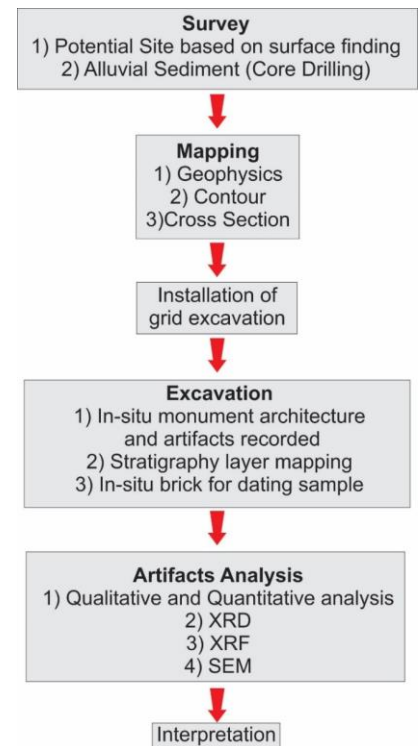 Survey
1) Potential Site based on surface finding
2) Alluvial Sediment (Core Drilling)
Mapping
1) Geophysics
2) Contour
3)Cross Section
Installation of
grid excavation
Excavation
1) In-situ monument architecture
and artifacts recorded
2) Stratigraphy layer mapping
3) In-situ brick for dating sample
Artifacts Analysis
1) Qualitative and Quantitative analysis
2) XRD
3) XRF
4) SEM
Interpretation